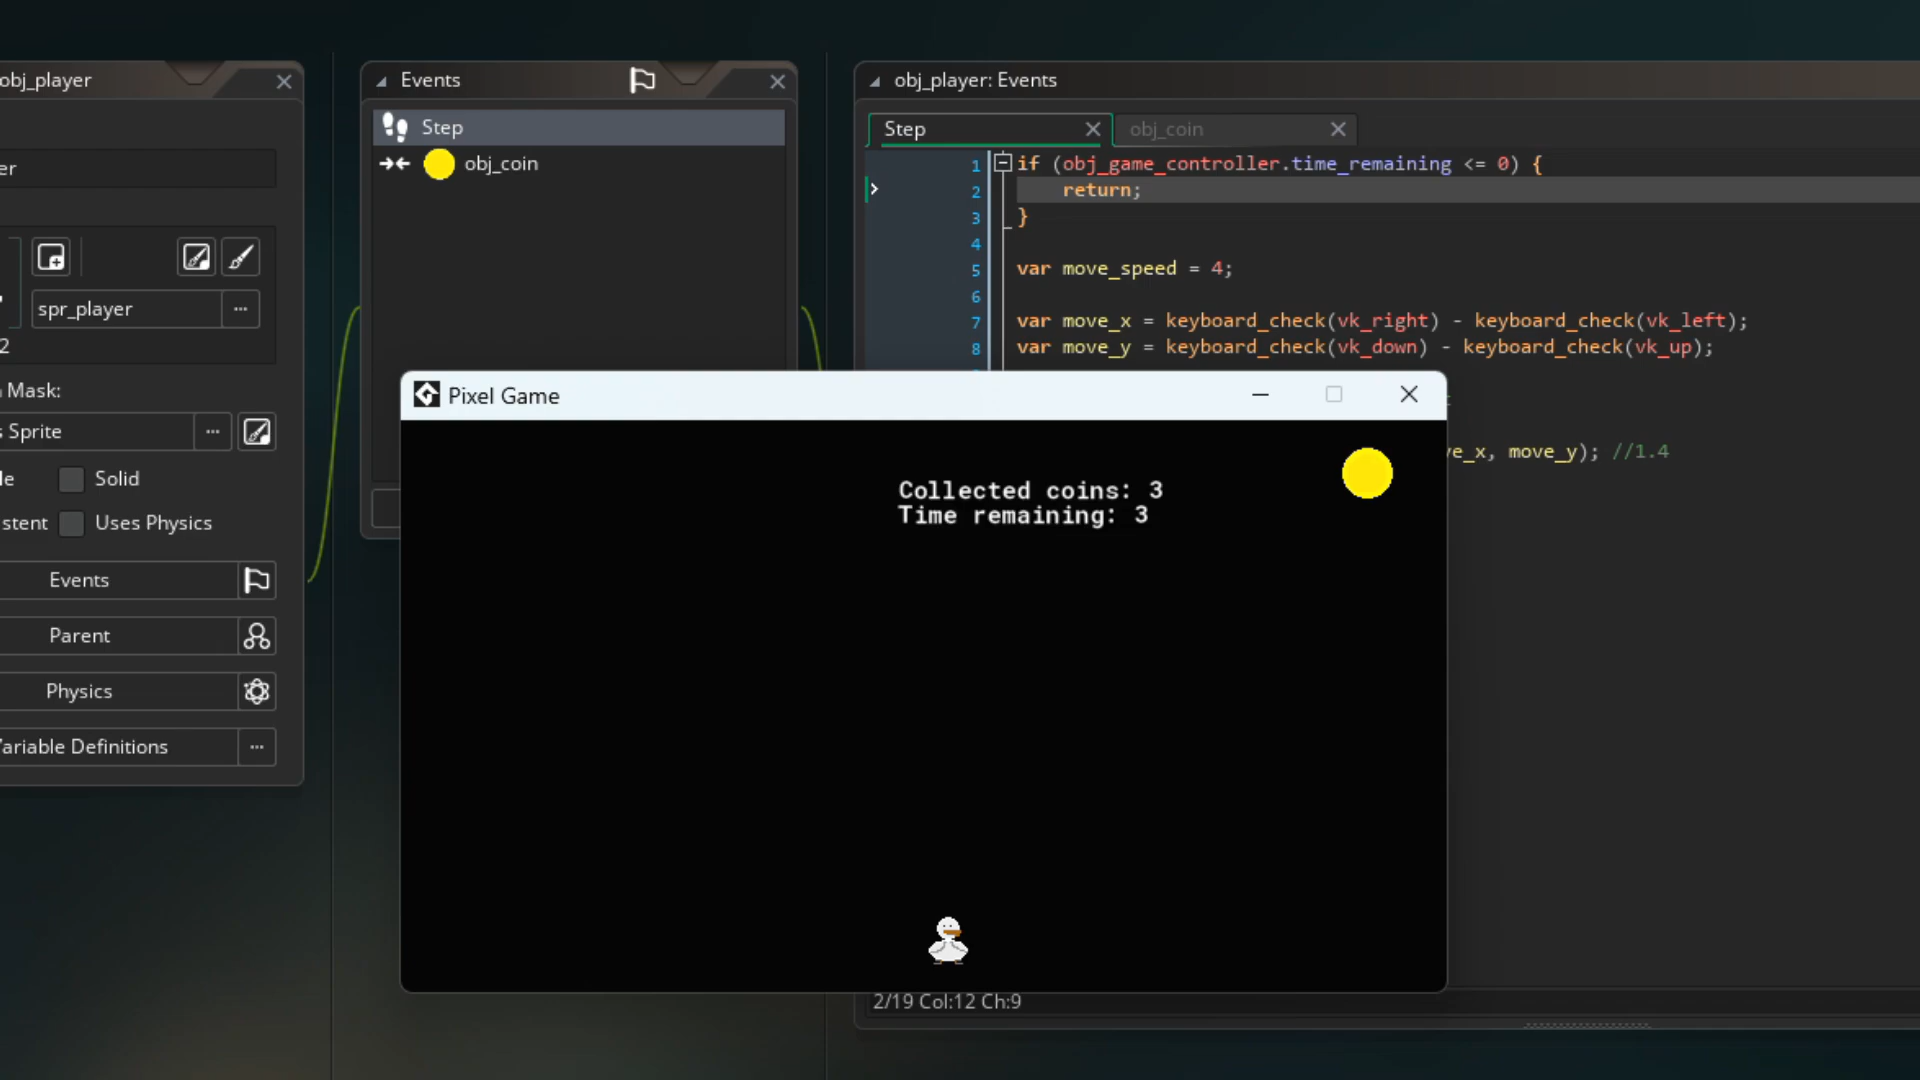 obj_player
er
spr_player
...
2
n Mask:
s Sprite
...
le
Solid
stent
Uses Physics
Events
Parent
Physics
Variable Definitions
...
Events
Step
obj_coin
obj_player: Events
Step
obj_coin
1 if (obj_game_controller.time_remaining <= 0) {
2 return;
3 }
4
5 var move_speed = 4;
6
7 var move_x = keyboard_check(vk_right) - keyboard_check(vk_left);
8 var move_y = keyboard_check(vk_down) - keyboard_check(vk_up);
ve_x, move_y); //1.4
Pixel Game
Collected coins: 3
Time remaining: 3
2/19 Col:12 Ch:9